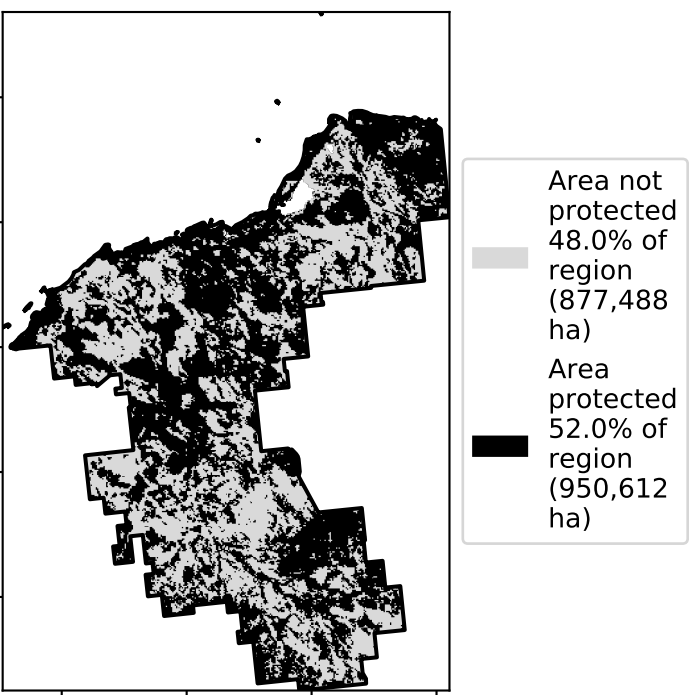 Area not
protected
48.0% of
region
(877,488
ha)
Area
protected
52.0% of
region
(950,612
ha)